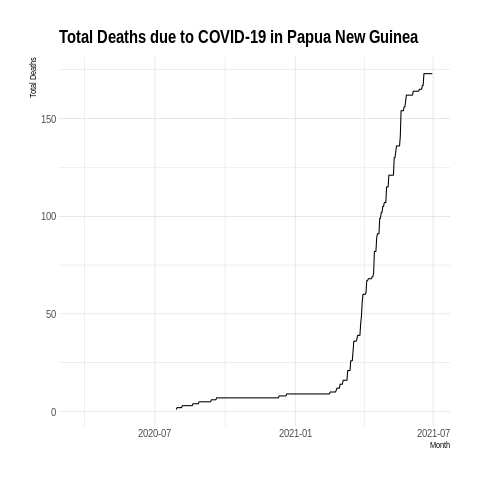 Total Deaths due to COVID-19 in Papua New Guinea
Total Deaths
150
100
50
0
2020-07 2021-01 2021-07
Month